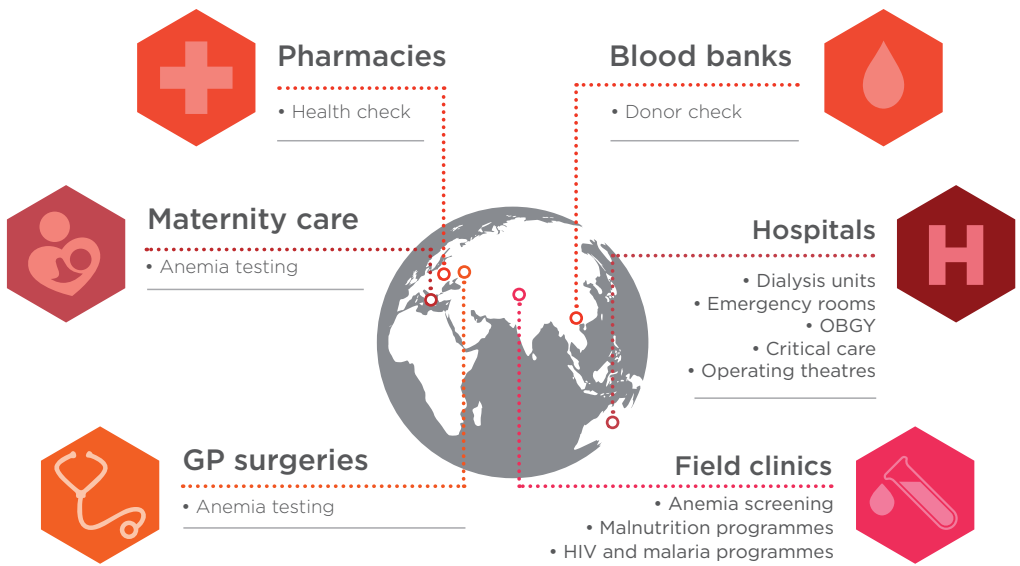 Pharmacies
• Health check
Blood banks
• Donor check
Maternity care
• Anemia testing
Hospitals
• Dialysis units
• Emergency rooms
• OBGY
• Critical care
• Operating theatres
H
GP surgeries
• Anemia testing
Field clinics
• Anemia screening
• Malnutrition programmes
• HIV and malaria programmes